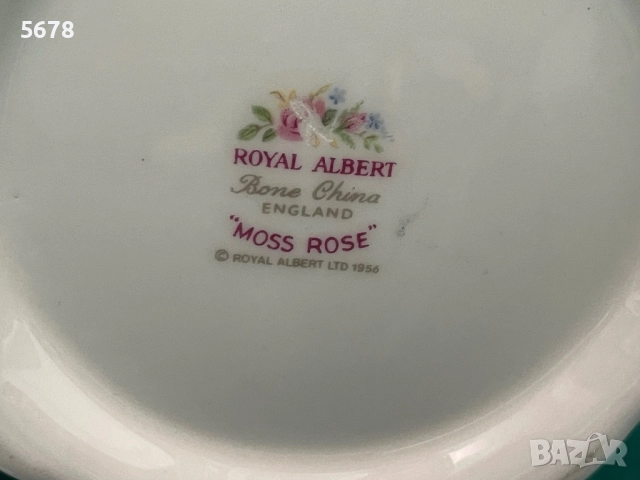 5678
ROYAL ALBERT
Bone China
ENGLAND
"MOSS ROSE"
© ROYAL ALBERT LTD 1956
BAZAR